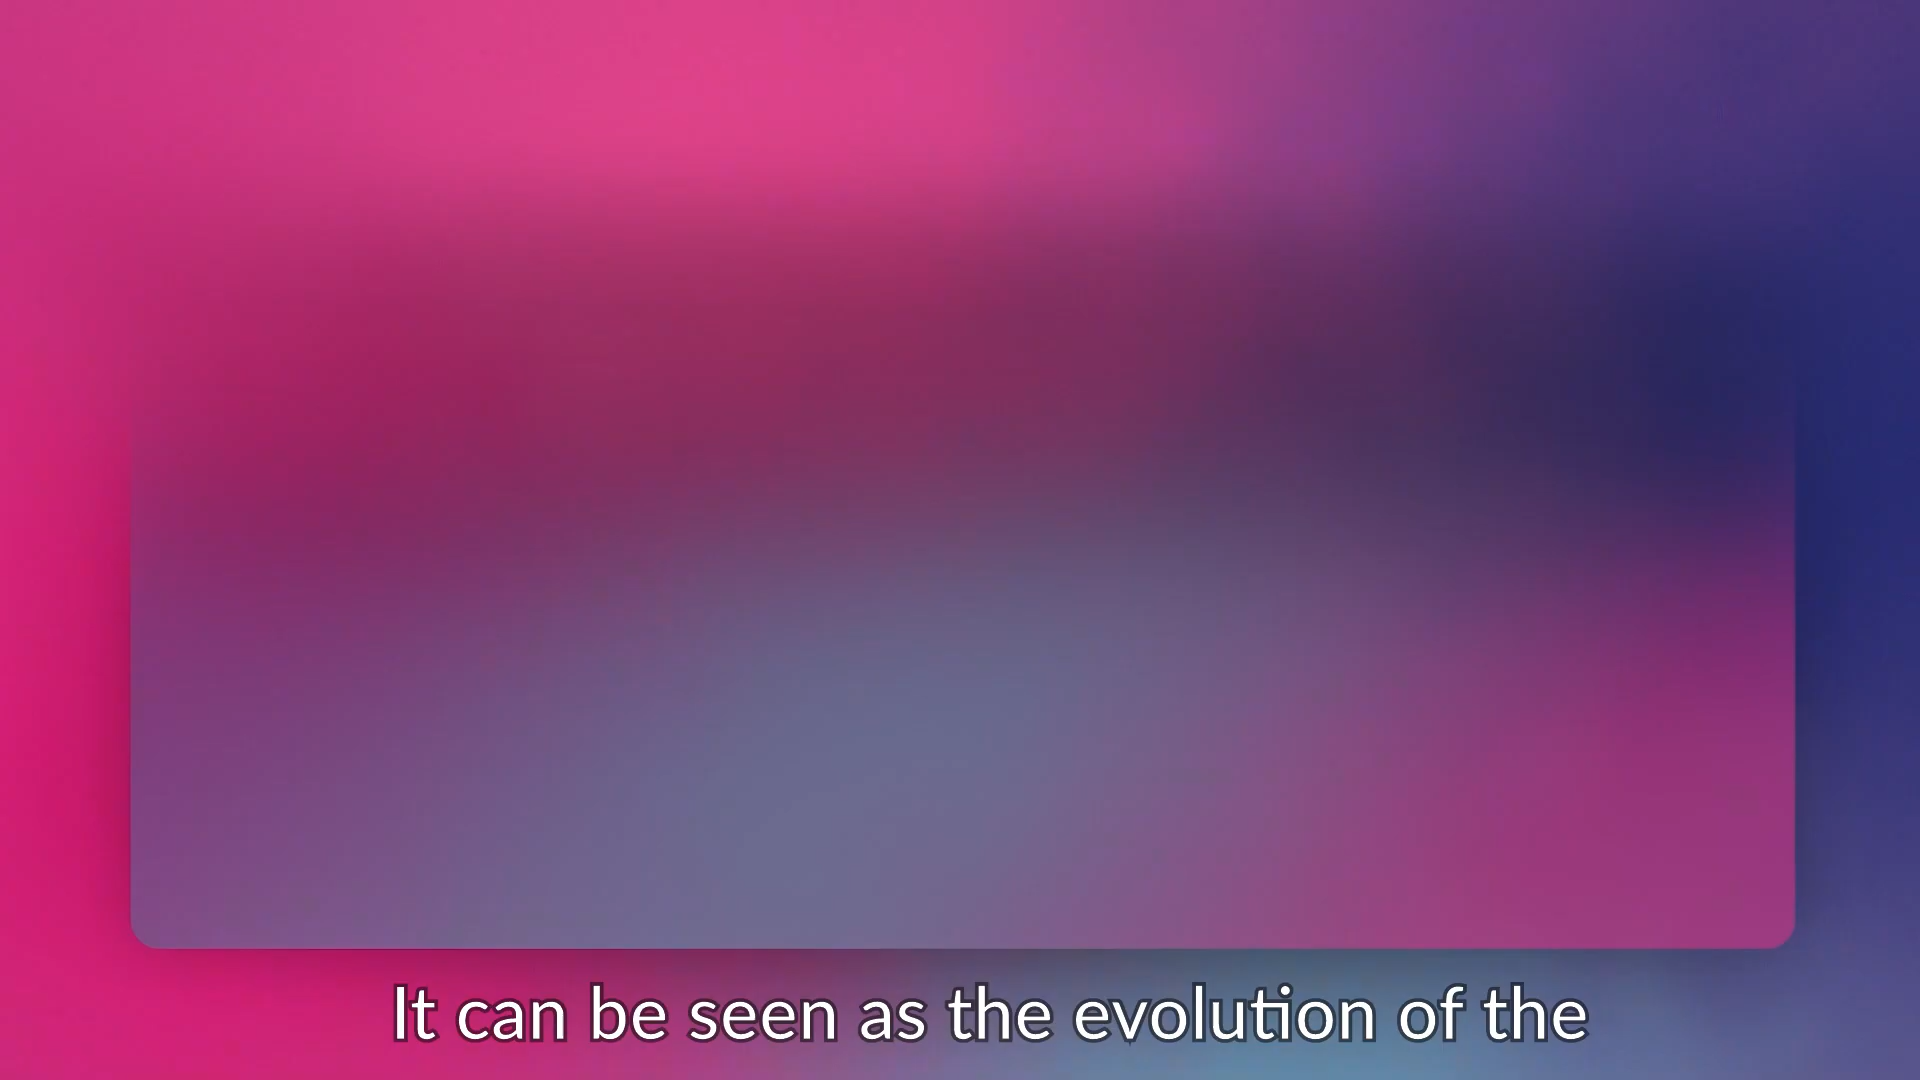 It can be seen as the evolution of the